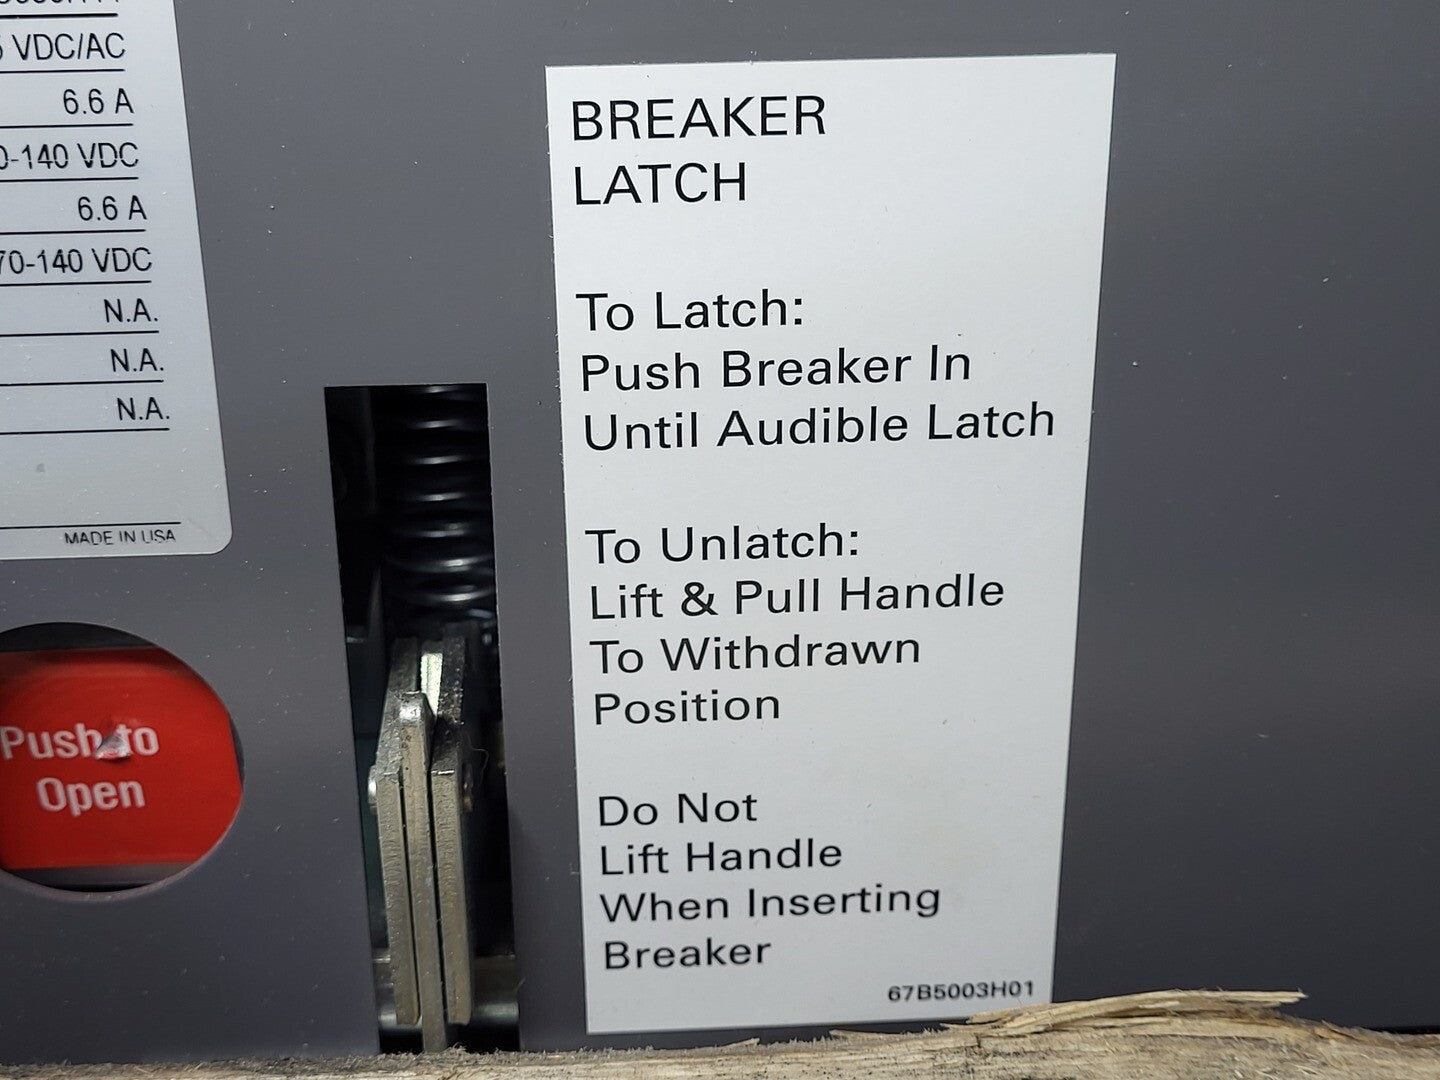 VDC/AC
6.6 A
-140 VDC
6.6 A
70-140 VDC
N.A.
N.A.
N.A.
MADE IN USA
Push to
Open
BREAKER
LATCH
To Latch:
Push Breaker In
Until Audible Latch
To Unlatch:
Lift & Pull Handle
To Withdrawn
Position
Do Not
Lift Handle
When Inserting
Breaker
67B5003H01